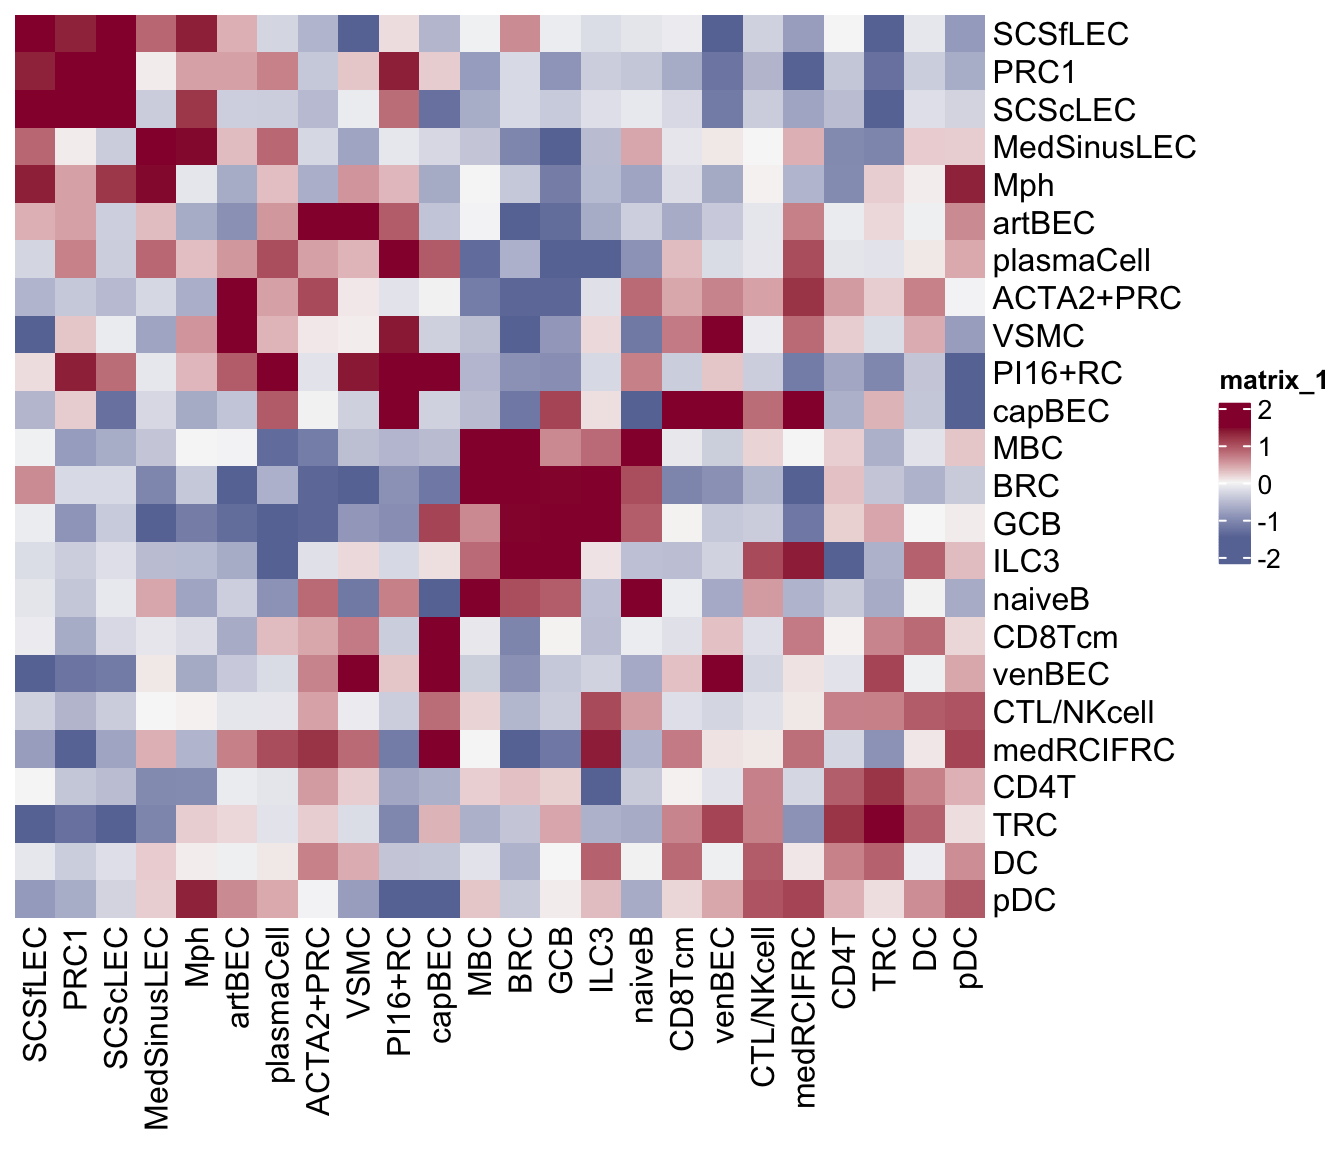 SCSfLEC
PRC1
SCScLEC
MedSinusLEC
Mph
artBEC
plasmaCell
ACTA2+PRC
VSMC
PI16+RC
capBEC
MBC
BRC
GCB
ILC3
naiveB
CD8Tcm
venBEC
CTL/NKcell
medRCIFRC
CD4T
TRC
DC
pDC
matrix_1
2
1
0
-1
-2
SCSfLEC
PRC1
SCScLEC
MedSinusLEC
Mph
artBEC
plasmaCell
ACTA2+PRC
VSMC
PI16+RC
capBEC
MBC
BRC
GCB
ILC3
naiveB
CD8Tcm
venBEC
CTL/NKcell
medRCIFRC
CD4T
TRC
DC
pDC